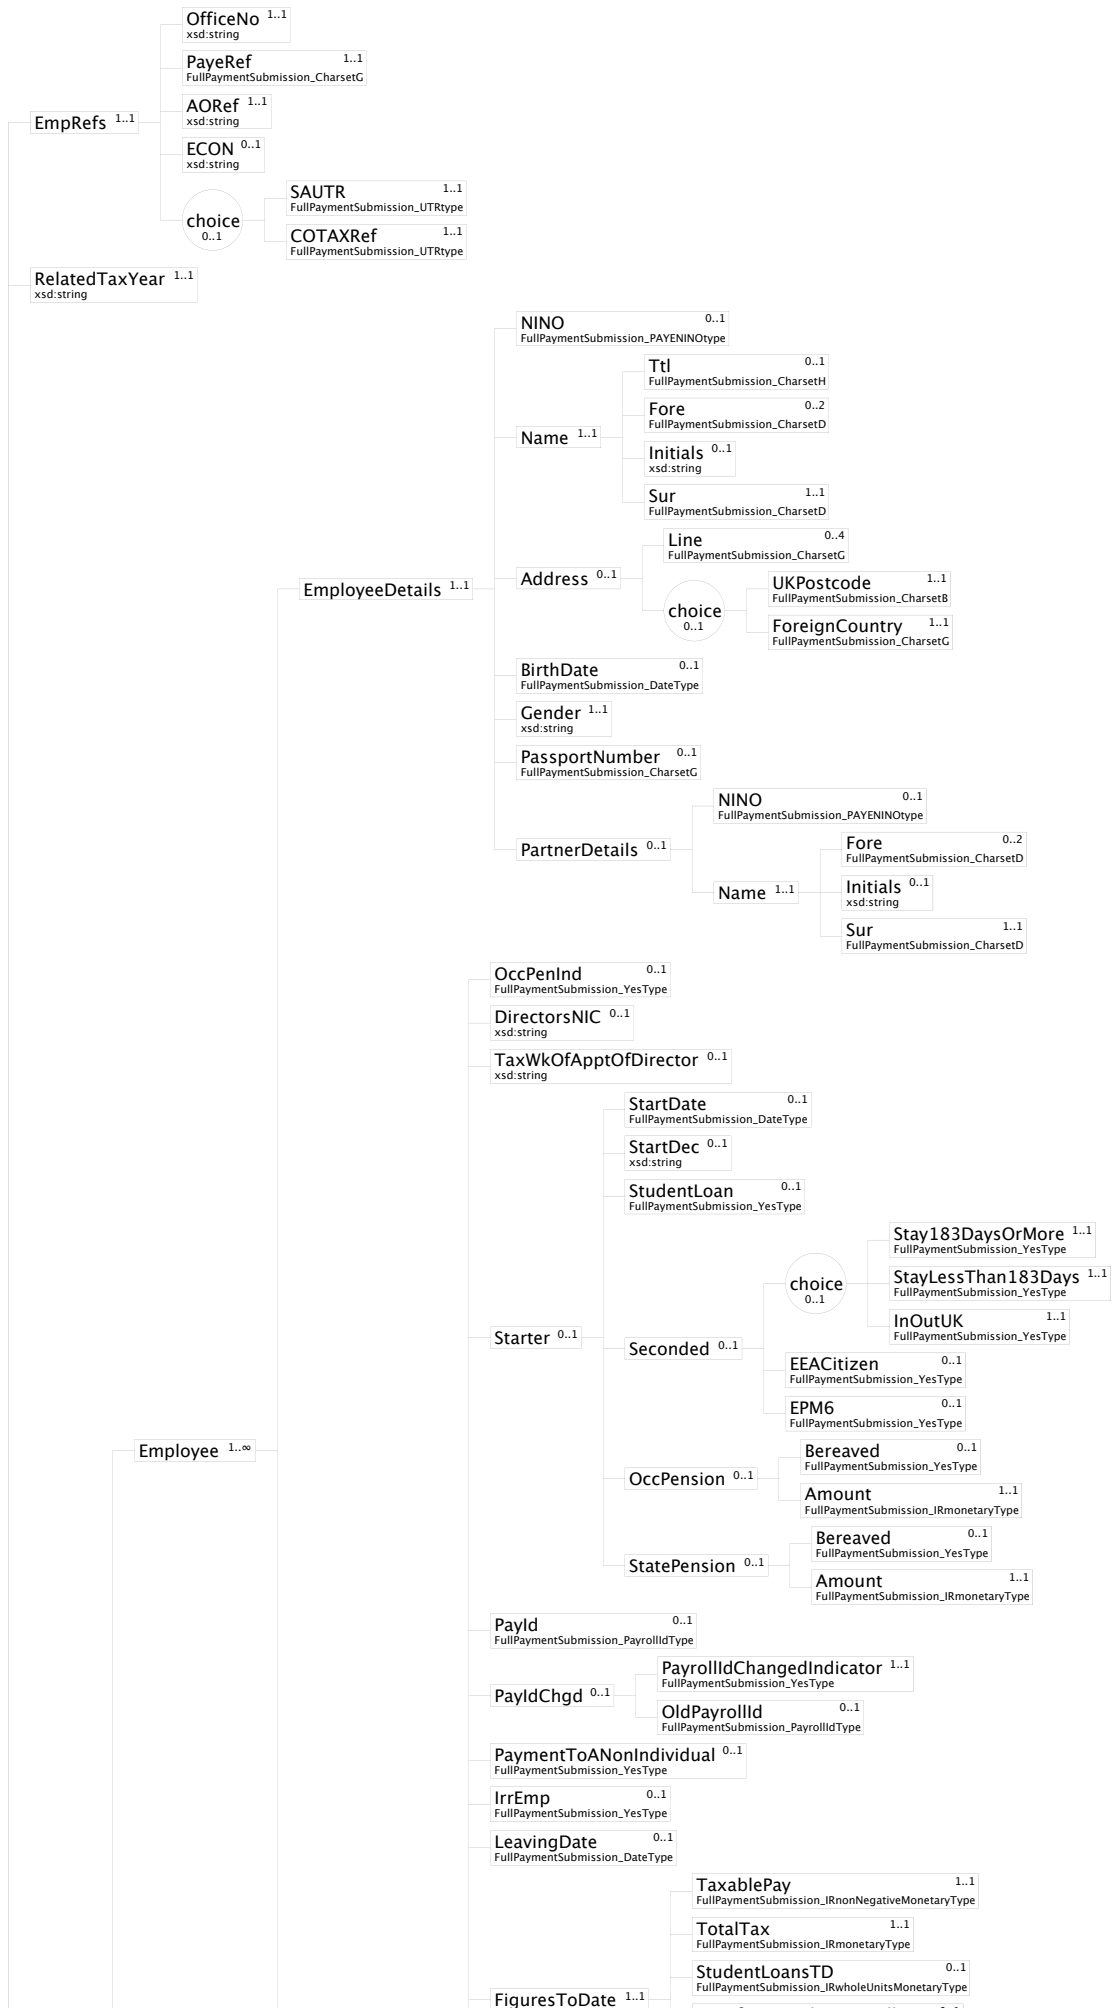 OfficeNo 1..1
xsd:string
PayeRef 1..1
FullPaymentSubmission_CharsetG
AORef 1..1
xsd:string
EmpRefs 1..1
ECON 0..1
xsd:string
SAUTR 1..1
FullPaymentSubmission_UTRtype
choice
0..1
COTAXRef 1..1
FullPaymentSubmission_UTRtype
RelatedTaxYear 1..1
xsd:string
NINO 0..1
FullPaymentSubmission_PAYENINOtype
Ttl 0..1
FullPaymentSubmission_CharsetH
Fore 0..2
FullPaymentSubmission_CharsetD
Name 1..1
Initials 0..1
xsd:string
Sur 1..1
FullPaymentSubmission_CharsetD
Line 0..4
FullPaymentSubmission_CharsetG
Address 0..1
UKPostcode 1..1
FullPaymentSubmission_CharsetB
EmployeeDetails 1..1
choice
0..1
ForeignCountry 1..1
FullPaymentSubmission_CharsetG
BirthDate 0..1
FullPaymentSubmission_DateType
Gender 1..1
xsd:string
PassportNumber 0..1
FullPaymentSubmission_CharsetG
NINO 0..1
FullPaymentSubmission_PAYENINOtype
PartnerDetails 0..1
Fore 0..2
FullPaymentSubmission_CharsetD
Name 1..1
Initials 0..1
xsd:string
Sur 1..1
FullPaymentSubmission_CharsetD
OccPenInd 0..1
FullPaymentSubmission_YesType
DirectorsNIC 0..1
xsd:string
TaxWkOfApptOfDirector 0..1
xsd:string
StartDate 0..1
FullPaymentSubmission_DateType
StartDec 0..1
xsd:string
StudentLoan 0..1
FullPaymentSubmission_YesType
Stay183DaysOrMore 1..1
FullPaymentSubmission_YesType
choice
0..1
StayLessThan183Days 1..1
FullPaymentSubmission_YesType
InOutUK 1..1
FullPaymentSubmission_YesType
Starter 0..1
Seconded 0..1
EEACitizen 0..1
FullPaymentSubmission_YesType
EPM6 0..1
FullPaymentSubmission_YesType
Employee 1..∞
Bereaved 0..1
FullPaymentSubmission_YesType
OccPension 0..1
Amount 1..1
FullPaymentSubmission_IRmonetaryType
Bereaved 0..1
FullPaymentSubmission_YesType
StatePension 0..1
Amount 1..1
FullPaymentSubmission_IRmonetaryType
PayId 0..1
FullPaymentSubmission_PayrollIdType
PayrollIdChangedIndicator 1..1
FullPaymentSubmission_YesType
PayIdChgd 0..1
OldPayrollId 0..1
FullPaymentSubmission_PayrollIdType
PaymentToANonIndividual 0..1
FullPaymentSubmission_YesType
IrrEmp 0..1
FullPaymentSubmission_YesType
LeavingDate 0..1
FullPaymentSubmission_DateType
TaxablePay 1..1
FullPaymentSubmission_IRnonNegativeMonetaryType
TotalTax 1..1
FullPaymentSubmission_IRmonetaryType
StudentLoansTD 0..1
FullPaymentSubmission_IRwholeUnitsMonetaryType
FiguresToDate 1..1